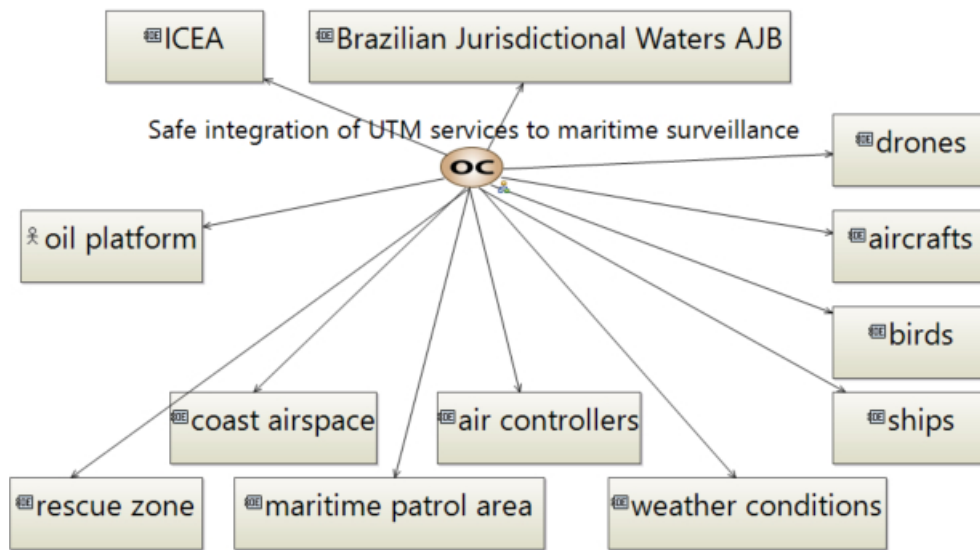 ICEA
Brazilian Jurisdictional Waters AJB
Safe integration of UTM services to maritime surveillance
OC
drones
oil platform
aircrafts
birds
coast airspace
air controllers
ships
rescue zone
maritime patrol area
weather conditions